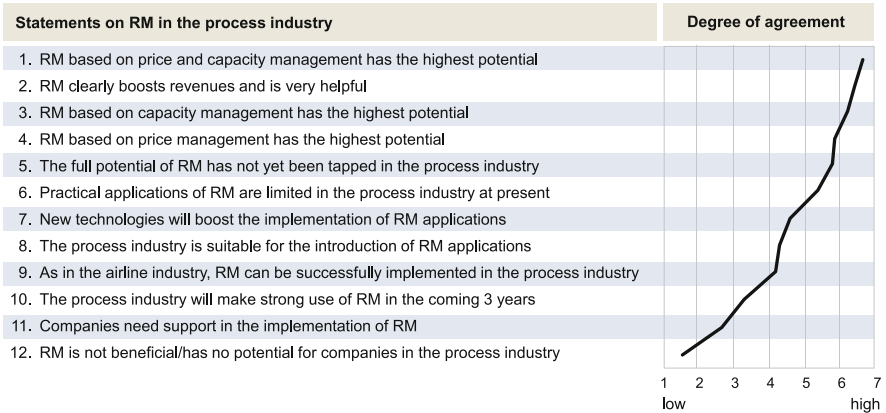 Statements on RM in the process industry Degree of agreement
1. RM based on price and capacity management has the highest potential
2. RM clearly boosts revenues and is very helpful
3. RM based on capacity management has the highest potential
4. RM based on price management has the highest potential
5. The full potential of RM has not yet been tapped in the process industry
6. Practical applications of RM are limited in the process industry at present
7. New technologies will boost the implementation of RM applications
8. The process industry is suitable for the introduction of RM applications
9. As in the airline industry, RM can be successfully implemented in the process industry
10. The process industry will make strong use of RM in the coming 3 years
11. Companies need support in the implementation of RM
12. RM is not beneficial/has no potential for companies in the process industry
1 2 3 4 5 6 7
low high